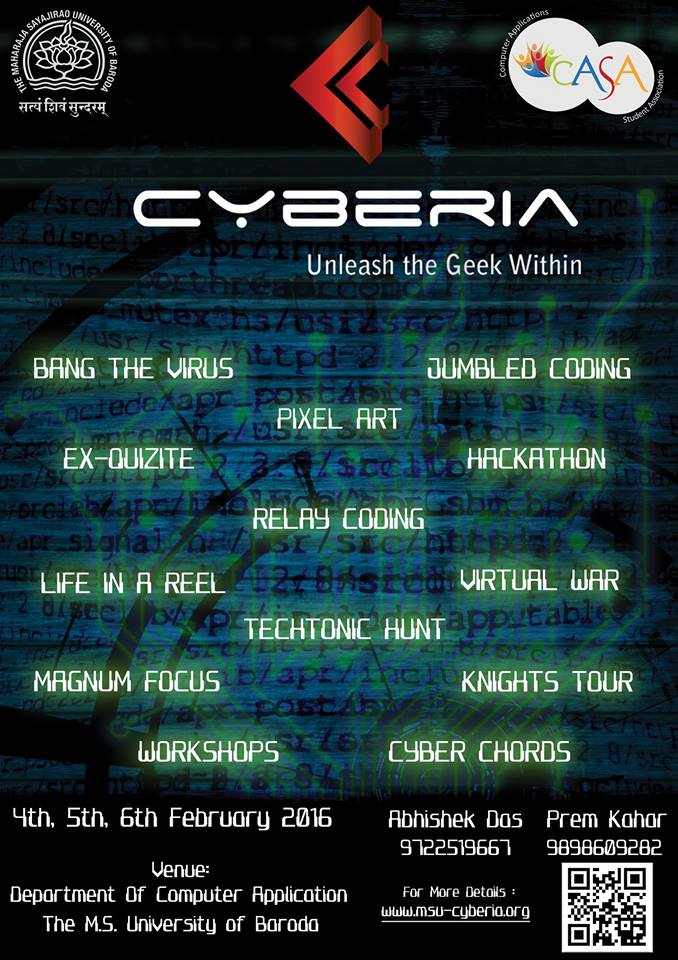 THE MAHARAJA SAYAJIRAO UNIVERSITY OF BARODA
सत्यं शिवं सुन्दरम्
Computer Applications
CASA
Student Association
CYBERIA
Unleash the Geek Within
BANG THE VIRUS
JUMBLED CODING
PIXEL ART
EX-QUIZITE
HACKATHON
RELAY CODING
LIFE IN A REEL
VIRTUAL WAR
TECHTONIC HUNT
MAGNUM FOCUS
KNIGHTS TOUR
WORKSHOPS
CYBER CHORDS
4th, 5th, 6th February 2016
Venue:
Department Of Computer Application
The M.S. University of Baroda
Abhishek Das
9722519667
Prem Kahar
9898609282
For More Details :
www.msu-cyberia.org